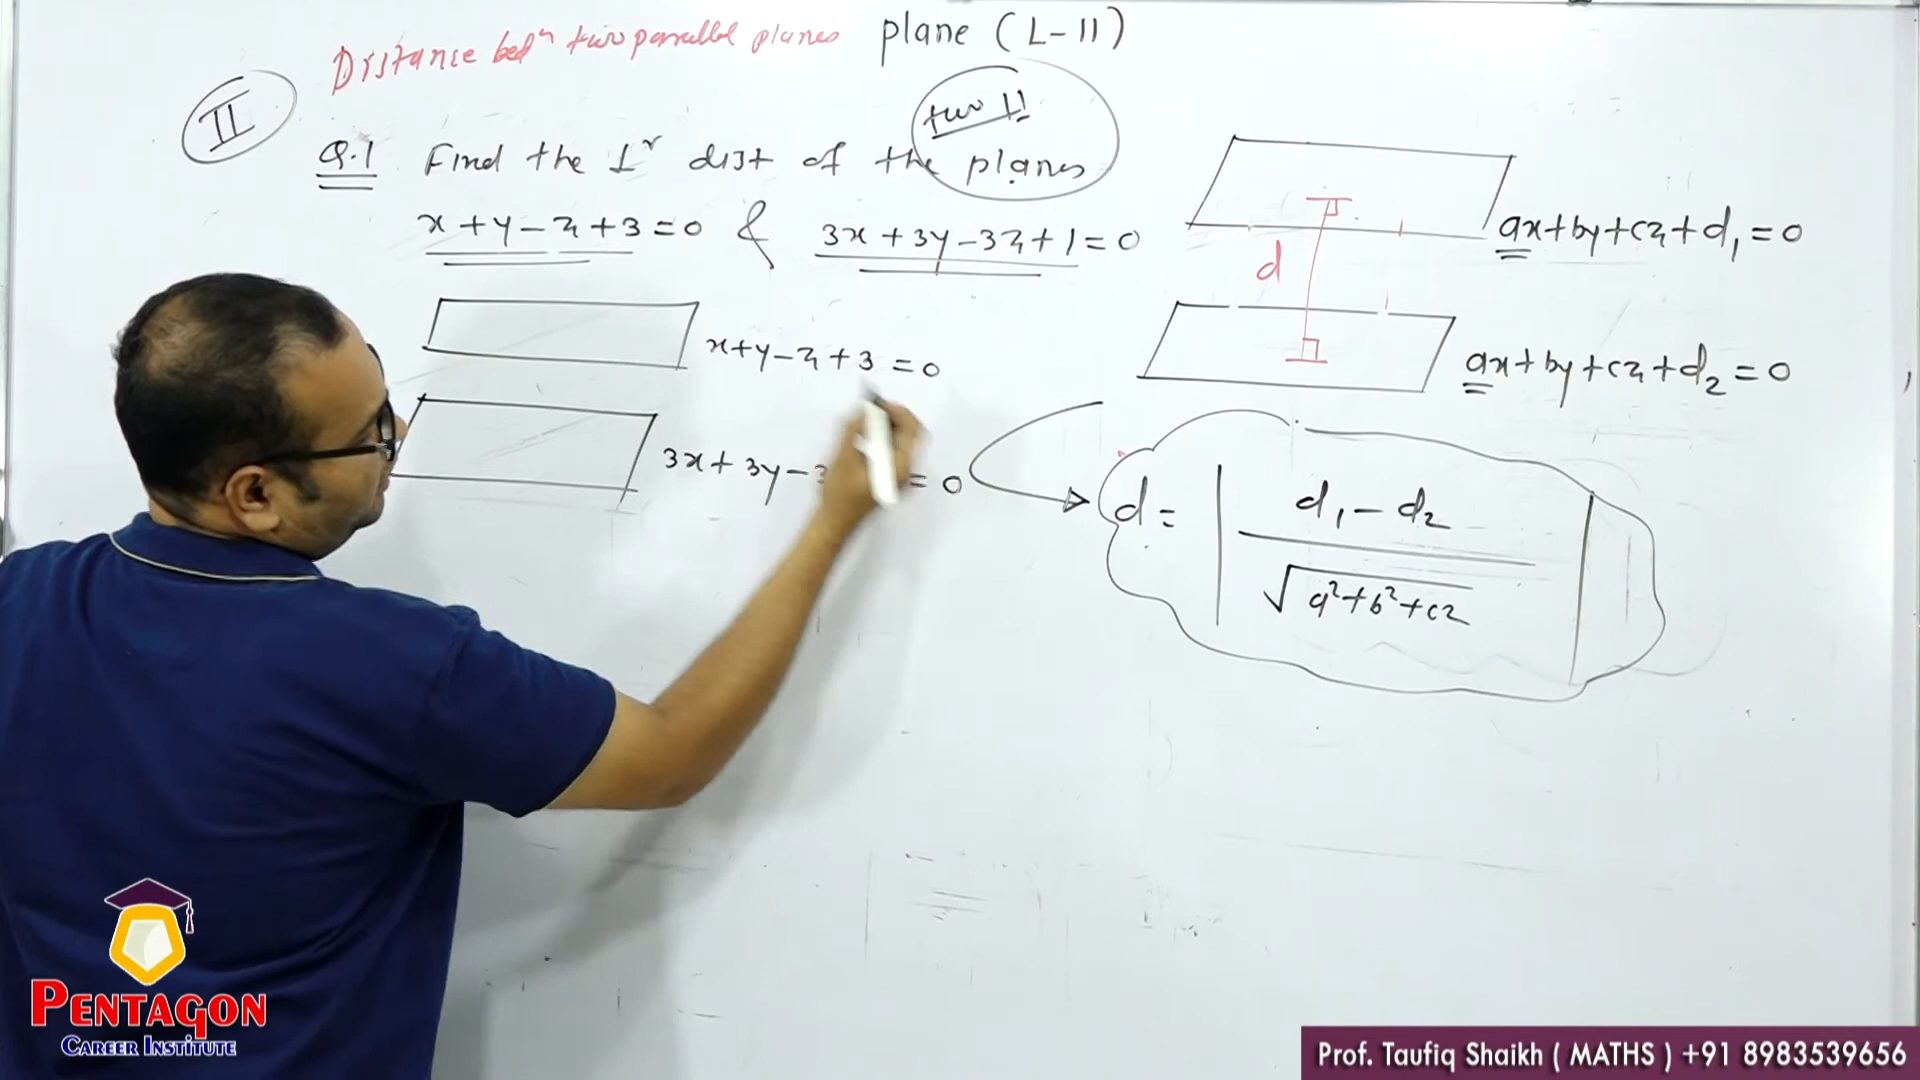 Distance betn two parallel planes plane (L-11)
II
two 11
Q.1 Find the ⊥r dist of the planes
x+y-z+3=0 & 3x+3y-3z+1=0
ax+by+cz+d₁=0
d
x+y-z+3=0
ax+by+cz+d₂=0
3x+3y-3 =0
d = | d₁-d₂ / √a²+b²+c2 |
PENTAGON
CAREER INSTITUTE
Prof. Taufiq Shaikh ( MATHS ) +91 8983539656